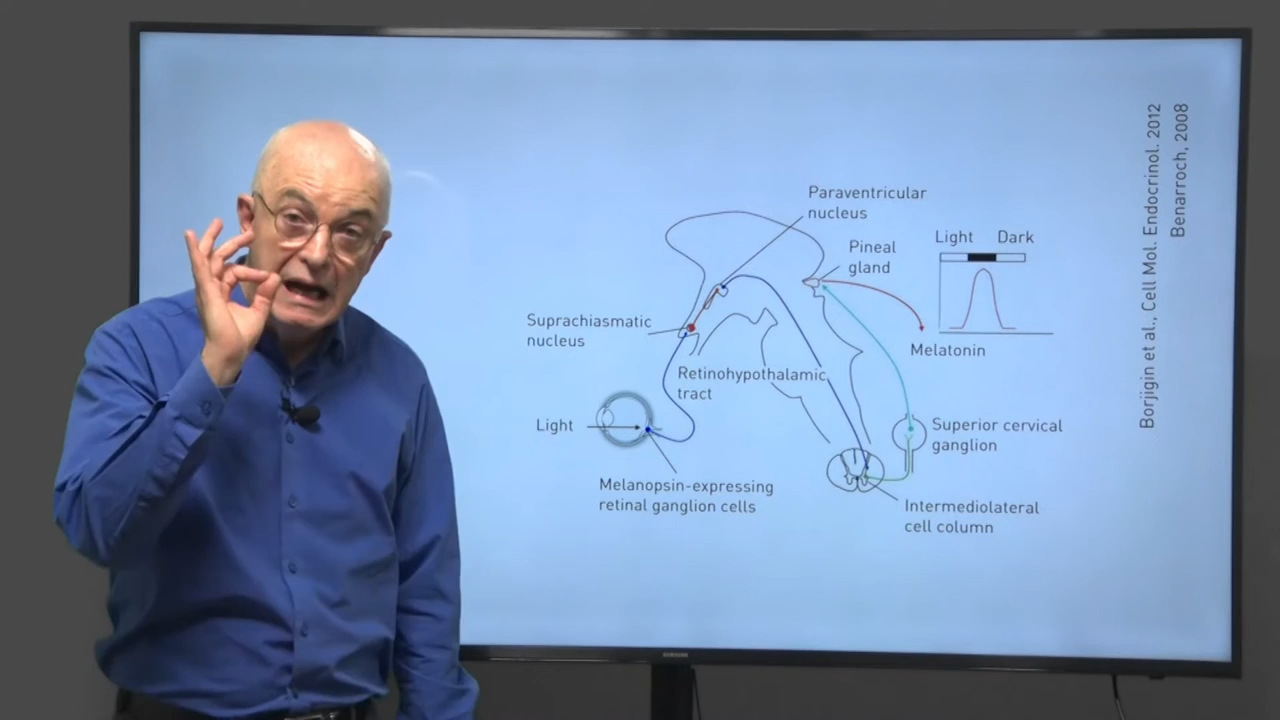 Paraventricular
nucleus
Pineal
gland
Light Dark
Suprachiasmatic
nucleus
Melatonin
Retinohypothalamic
tract
Light
Superior cervical
ganglion
Melanopsin-expressing
retinal ganglion cells
Intermediolateral
cell column
Borjigin et al., Cell Mol. Endocrinol. 2012
Benarroch, 2008
SAMSUNG